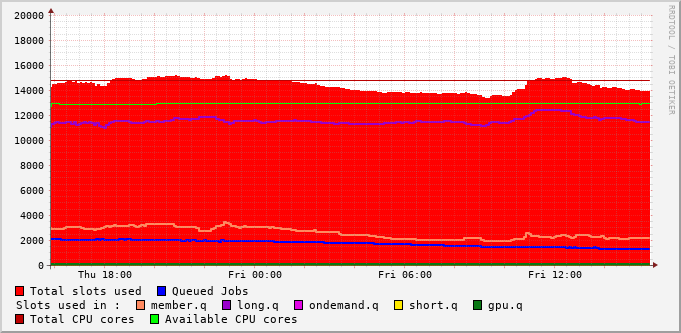 20000
18000
16000
14000
12000
10000
8000
6000
4000
2000
0
Thu 18:00 Fri 00:00 Fri 06:00 Fri 12:00
RRDTOOL / TOBI OETIKER
Total slots used Queued Jobs
Slots used in : member.q long.q ondemand.q short.q gpu.q
Total CPU cores Available CPU cores